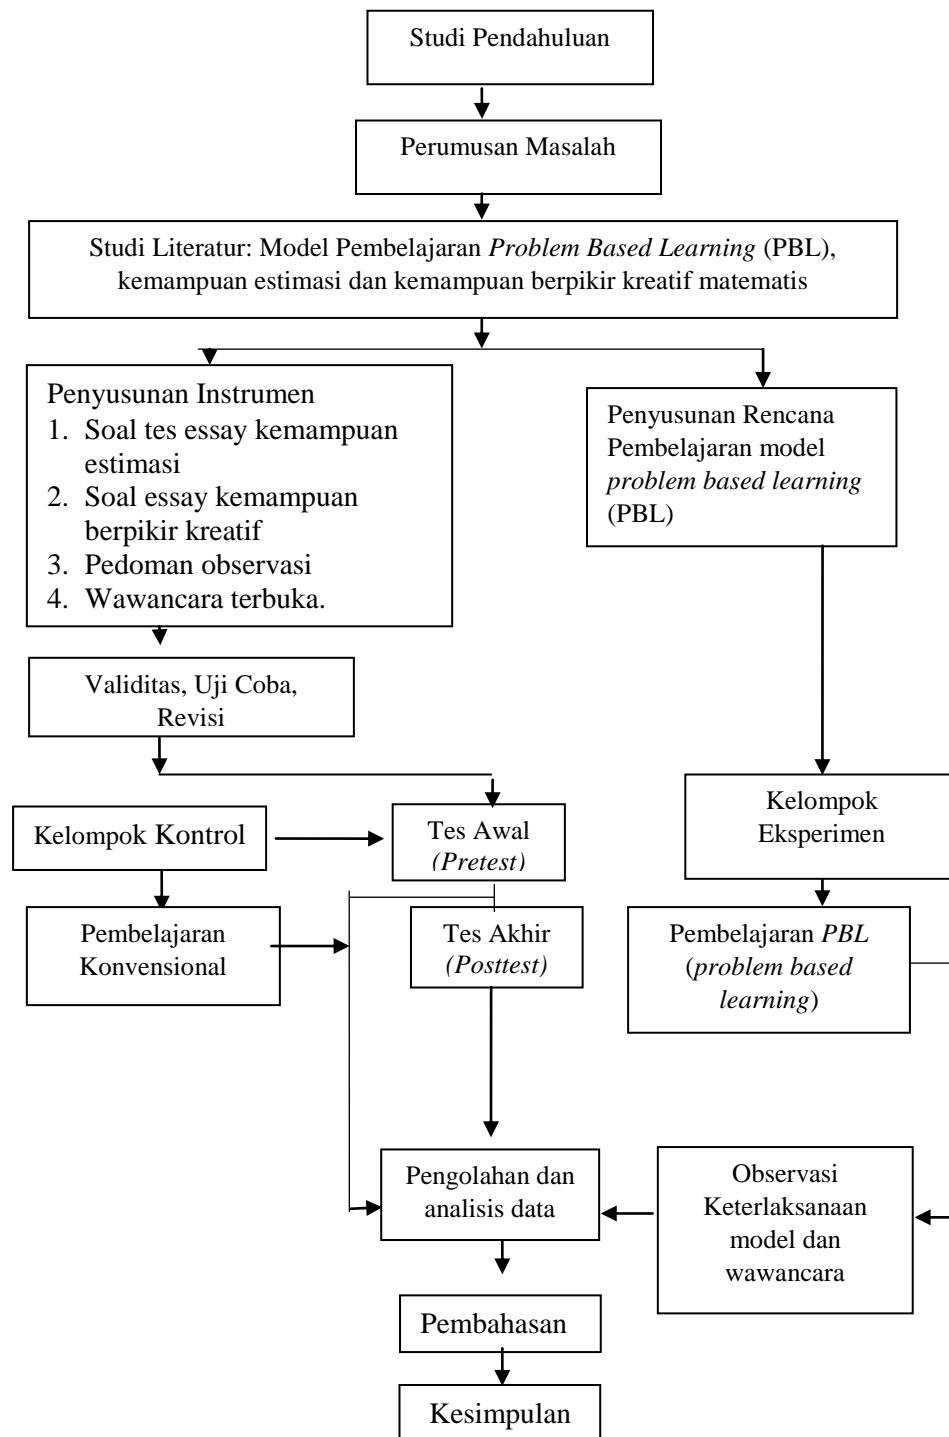 Studi Pendahuluan
Perumusan Masalah
Studi Literatur: Model Pembelajaran Problem Based Learning (PBL),
kemampuan estimasi dan kemampuan berpikir kreatif matematis
Penyusunan Instrumen
1. Soal tes essay kemampuan
estimasi
2. Soal essay kemampuan
berpikir kreatif
3. Pedoman observasi
4. Wawancara terbuka.
Penyusunan Rencana
Pembelajaran model
problem based learning
(PBL)
Validitas, Uji Coba,
Revisi
Kelompok Kontrol
Tes Awal
(Pretest)
Kelompok
Eksperimen
Pembelajaran
Konvensional
Tes Akhir
(Posttest)
Pembelajaran PBL
(problem based
learning)
Pengolahan dan
analisis data
Observasi
Keterlaksanaan
model dan
wawancara
Pembahasan
Kesimpulan